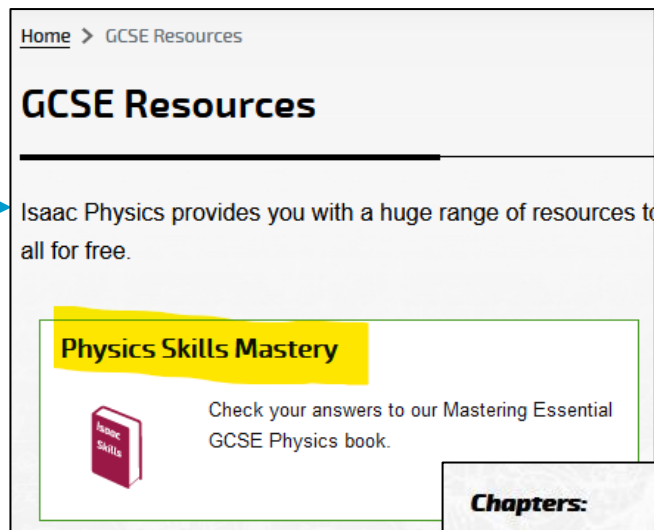 Home > GCSE Resources
GCSE Resources
Isaac Physics provides you with a huge range of resources
all for free.
Physics Skills Mastery
Isaac
Skills
Check your answers to our Mastering Essential
GCSE Physics book.
Chapters: